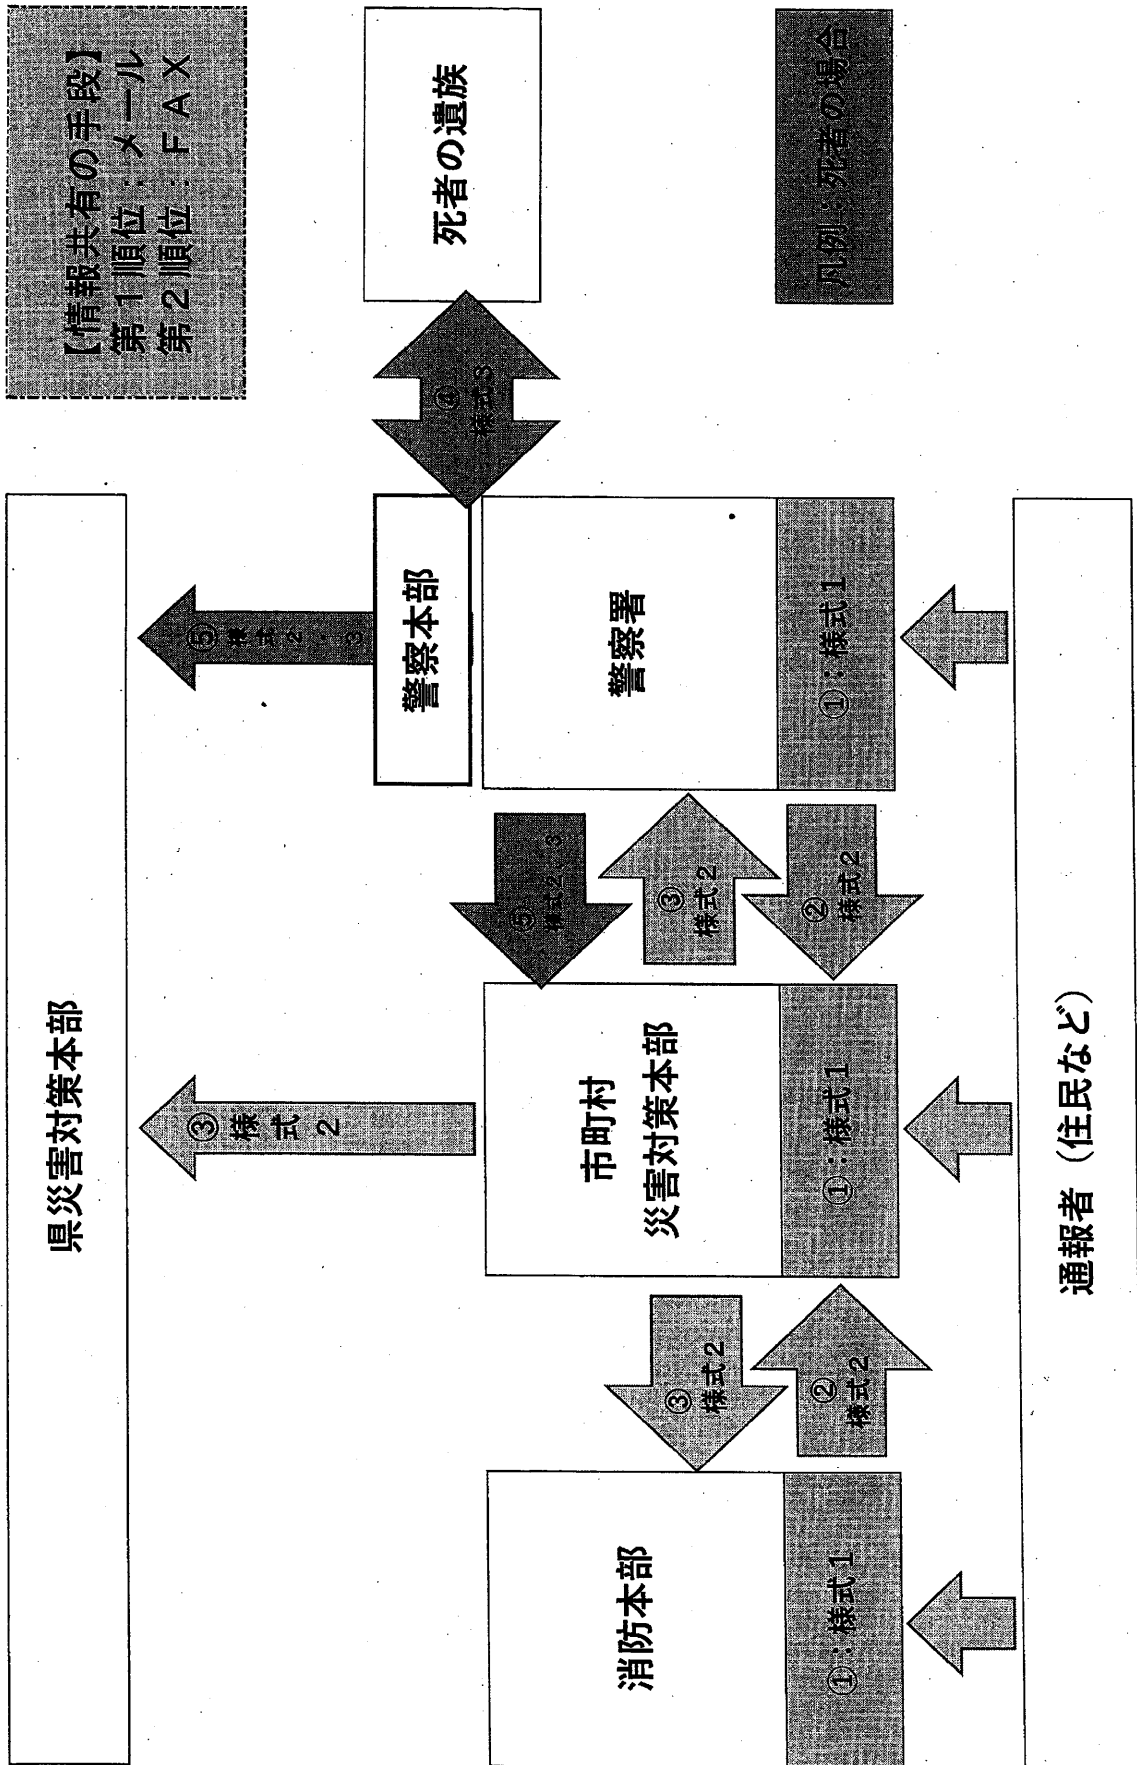 県災害対策本部
【情報共有の手段】
第１順位：メール
第２順位：ＦＡＸ
③
様
式
２
⑤
様
式
２
・
３
警察本部
④
様式３
死者の遺族
消防本部
①：様式１
③
様式２
②
様式２
市町村
災害対策本部
①：様式１
⑤
様式２、３
③
様式２
②
様式２
警察署
①：様式１
凡例：死者の場合
通報者（住民など）